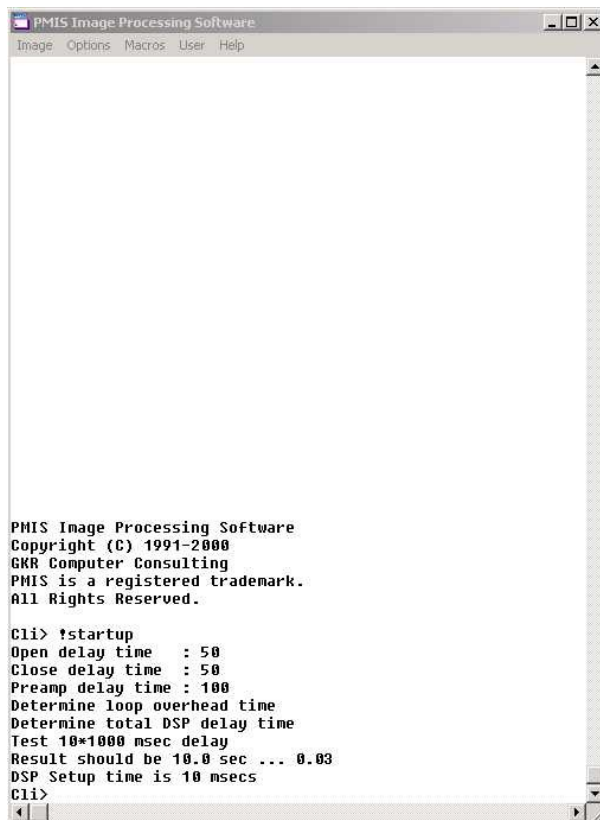 PMIS Image Processing Software
Image Options Macros User Help
PMIS Image Processing Software
Copyright (C) 1991-2000
GKR Computer Consulting
PMIS is a registered trademark.
All Rights Reserved.
Cli> !startup
Open delay time   : 50
Close delay time  : 50
Preamp delay time : 100
Determine loop overhead time
Determine total DSP delay time
Test 10*1000 msec delay
Result should be 10.0 sec ... 0.03
DSP Setup time is 10 msecs
Cli>